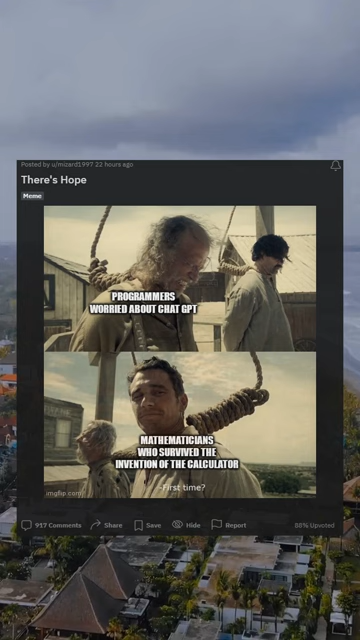 Posted by u/mizard1997 22 hours ago
There's Hope
Meme
PROGRAMMERS
WORRIED ABOUT CHAT GPT
MATHEMATICIANS
WHO SURVIVED THE
INVENTION OF THE CALCULATOR
-First time?
imgflip.com
917 Comments Share Save Hide Report 88% Upvoted